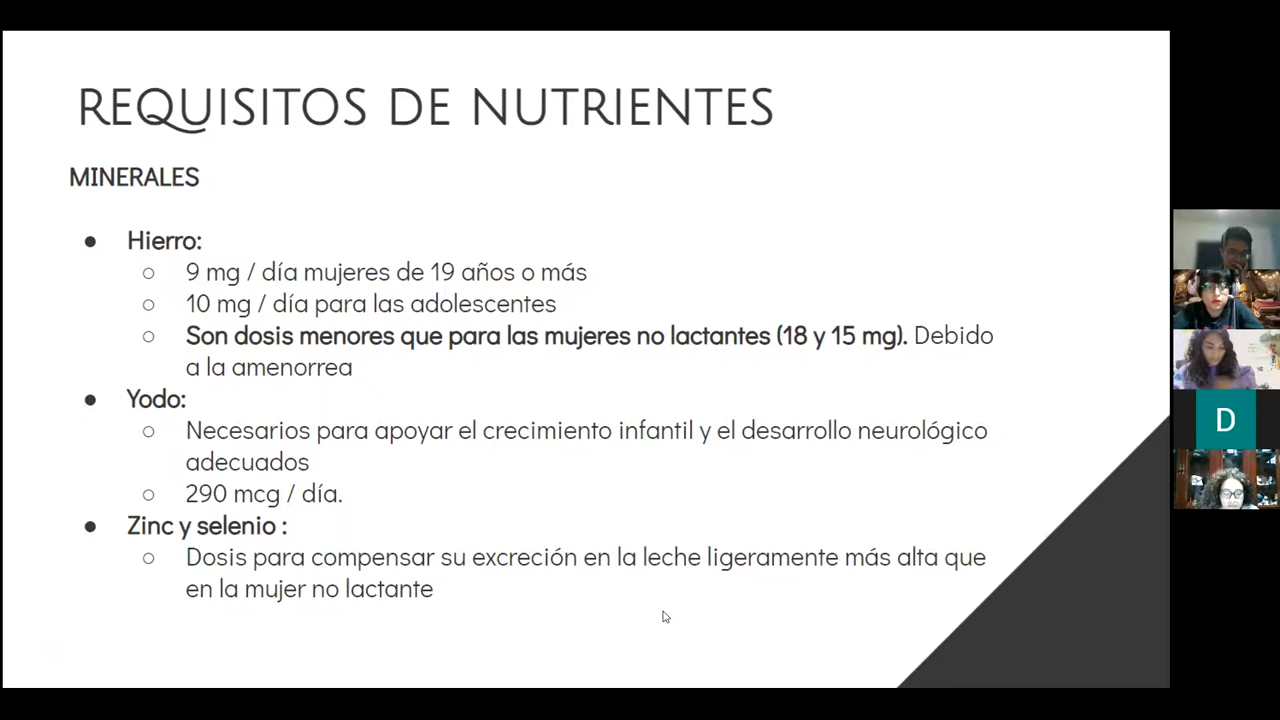 REQUISITOS DE NUTRIENTES
MINERALES
● Hierro:
○ 9 mg / día mujeres de 19 años o más
○ 10 mg / día para las adolescentes
○ Son dosis menores que para las mujeres no lactantes (18 y 15 mg). Debido
a la amenorrea
● Yodo:
○ Necesarios para apoyar el crecimiento infantil y el desarrollo neurológico
adecuados
○ 290 mcg / día.
● Zinc y selenio :
○ Dosis para compensar su excreción en la leche ligeramente más alta que
en la mujer no lactante
D